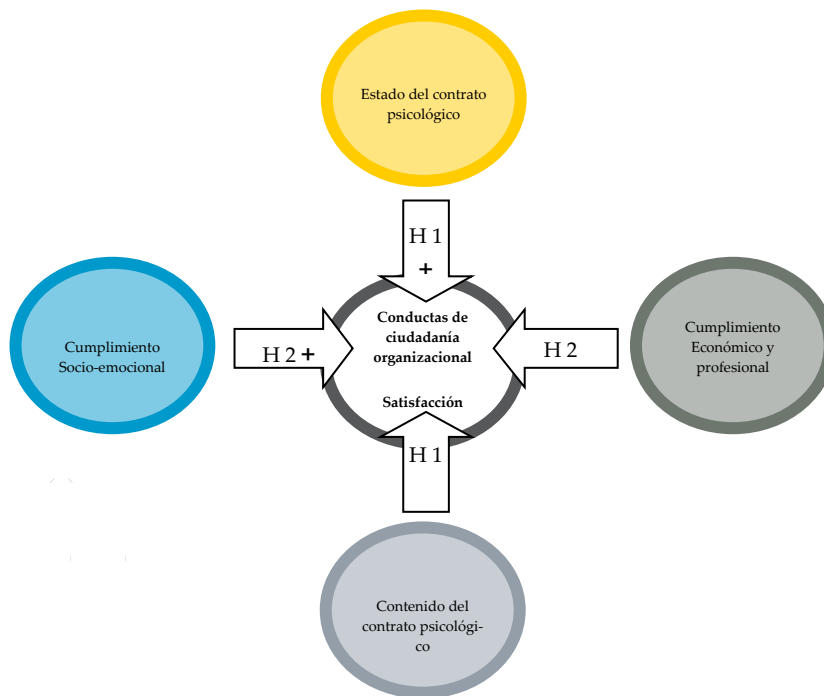 Estado del contrato
psicológico
H 1
+
Conductas de
ciudadanía
organizacional
Cumplimiento
Socio-emocional
H 2 +
H 2
Cumplimiento
Económico y
profesional
Satisfacción
H 1
Contenido del
contrato psicológi-
co